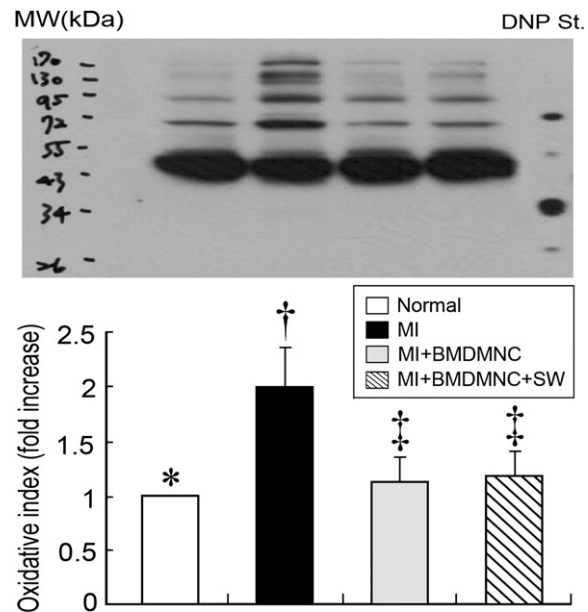 MW(kDa)
DNP St.
170 -
130 -
95 -
72 -
55 -
43 -
34 -
26 -
Normal
MI
MI+BMDMNC
MI+BMDMNC+SW
Oxidative index (fold increase)
2.5
2
1.5
1
0.5
0
*
†
‡
‡